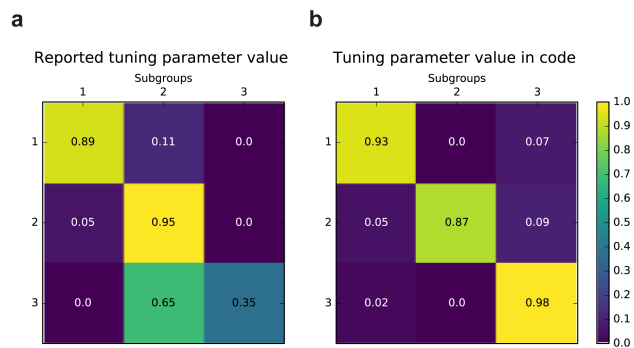 a
b
Reported tuning parameter value
Tuning parameter value in code
Subgroups
Subgroups
1 2 3
1 2 3
1 0.89 0.11 0.0
2 0.05 0.95 0.0
3 0.0 0.65 0.35
1 0.93 0.0 0.07
2 0.05 0.87 0.09
3 0.02 0.0 0.98
1.0
0.9
0.8
0.7
0.6
0.5
0.4
0.3
0.2
0.1
0.0